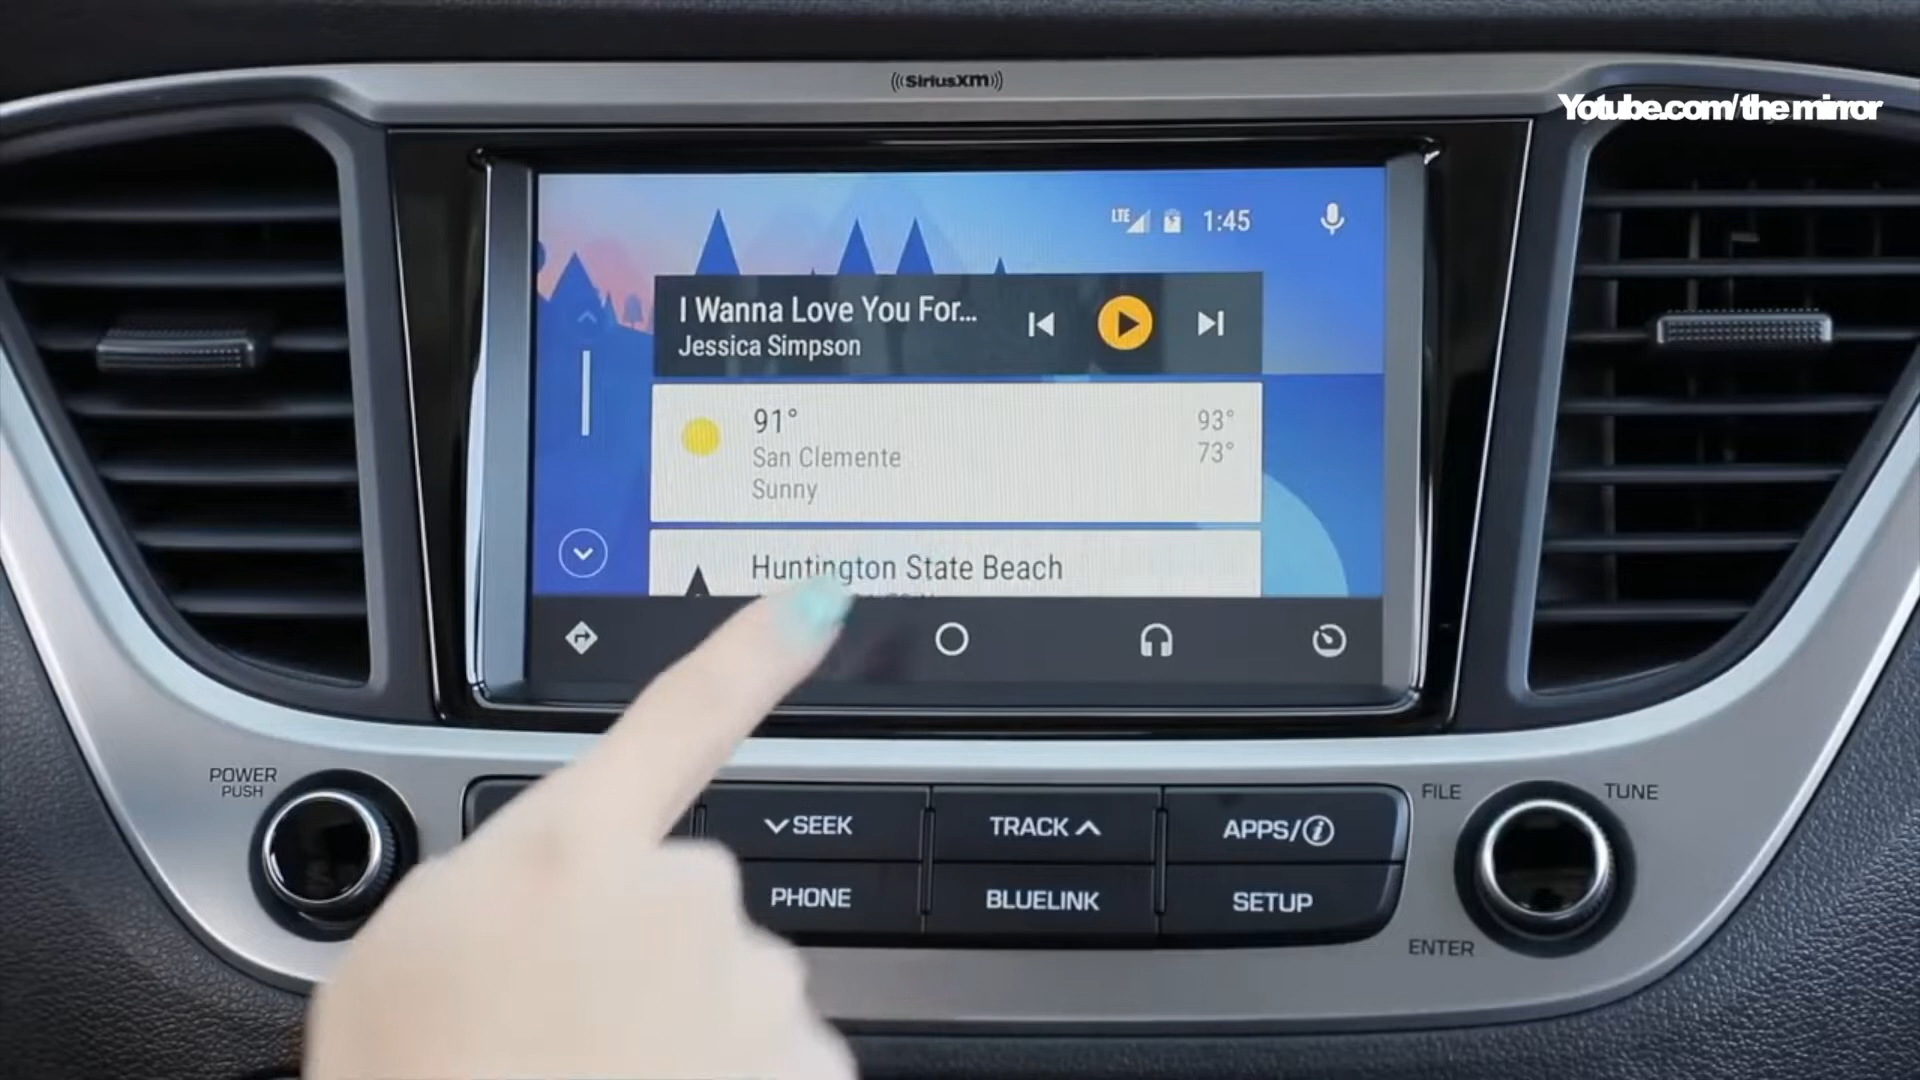 ((SiriusXM))
Yotube.com/the mirror
LTE
1:45
I Wanna Love You For...
Jessica Simpson
91°
93°
San Clemente
73°
Sunny
Huntington State Beach
POWER
PUSH
SEEK
TRACK
APPS/i
FILE
TUNE
PHONE
BLUELINK
SETUP
ENTER